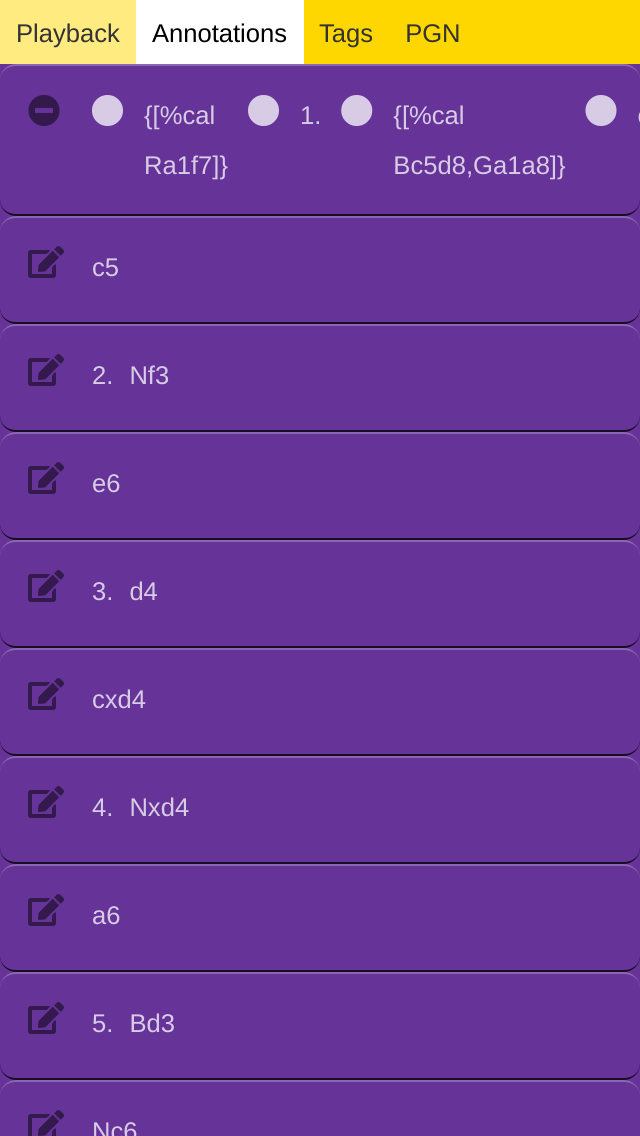 Playback Annotations Tags PGN
{[%cal 1. {[%cal
Ra1f7]} Bc5d8,Ga1a8]}
c5
2. Nf3
e6
3. d4
cxd4
4. Nxd4
a6
5. Bd3
Nc6